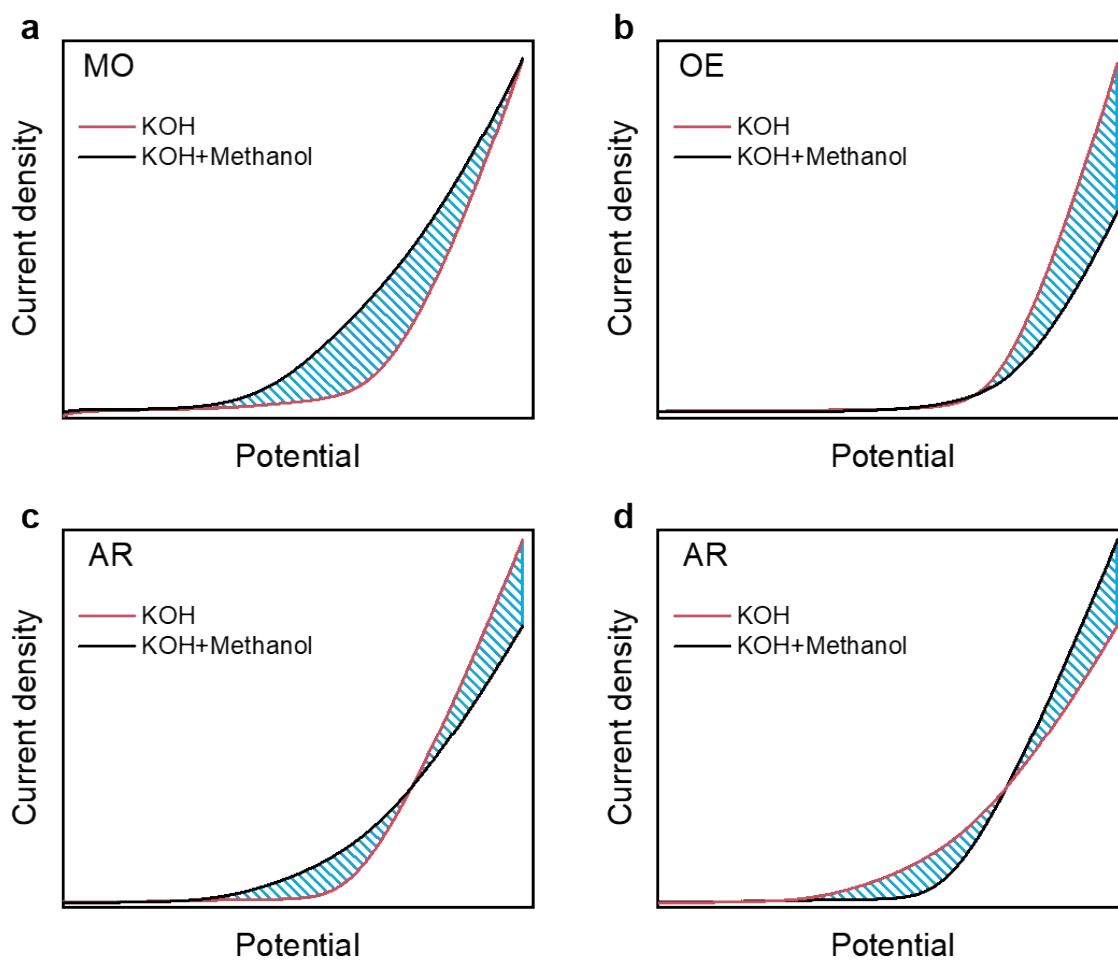 a
MO
KOH
KOH+Methanol
Current density
Potential
b
OE
KOH
KOH+Methanol
Current density
Potential
c
AR
KOH
KOH+Methanol
Current density
Potential
d
AR
KOH
KOH+Methanol
Current density
Potential